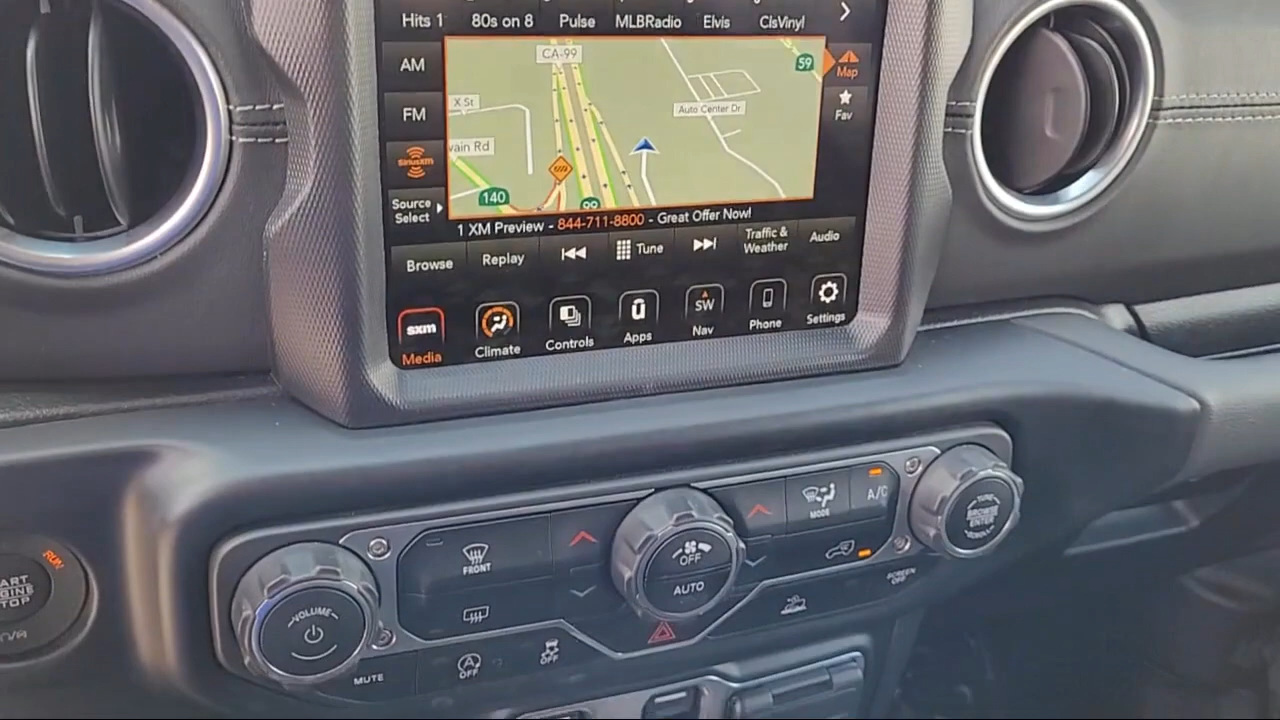 Hits 1 80s on 8 Pulse MLBRadio Elvis ClsVinyl
AM
FM
siriusxm
Source
Select
CA-99
X St
59
Map
Fav
Auto Center Dr
vain Rd
140
99
1 XM Preview - 844-711-8800 - Great Offer Now!
Browse Replay Tune Traffic & Weather Audio
sxm SW
Media Climate Controls Apps Nav Phone Settings
RUN
ART
GINE
TOP
VOLUME
MUTE
FRONT
OFF
OFF
OFF
AUTO
MODE
A/C
TUNE
BROWSE
ENTER
SCREEN
OFF